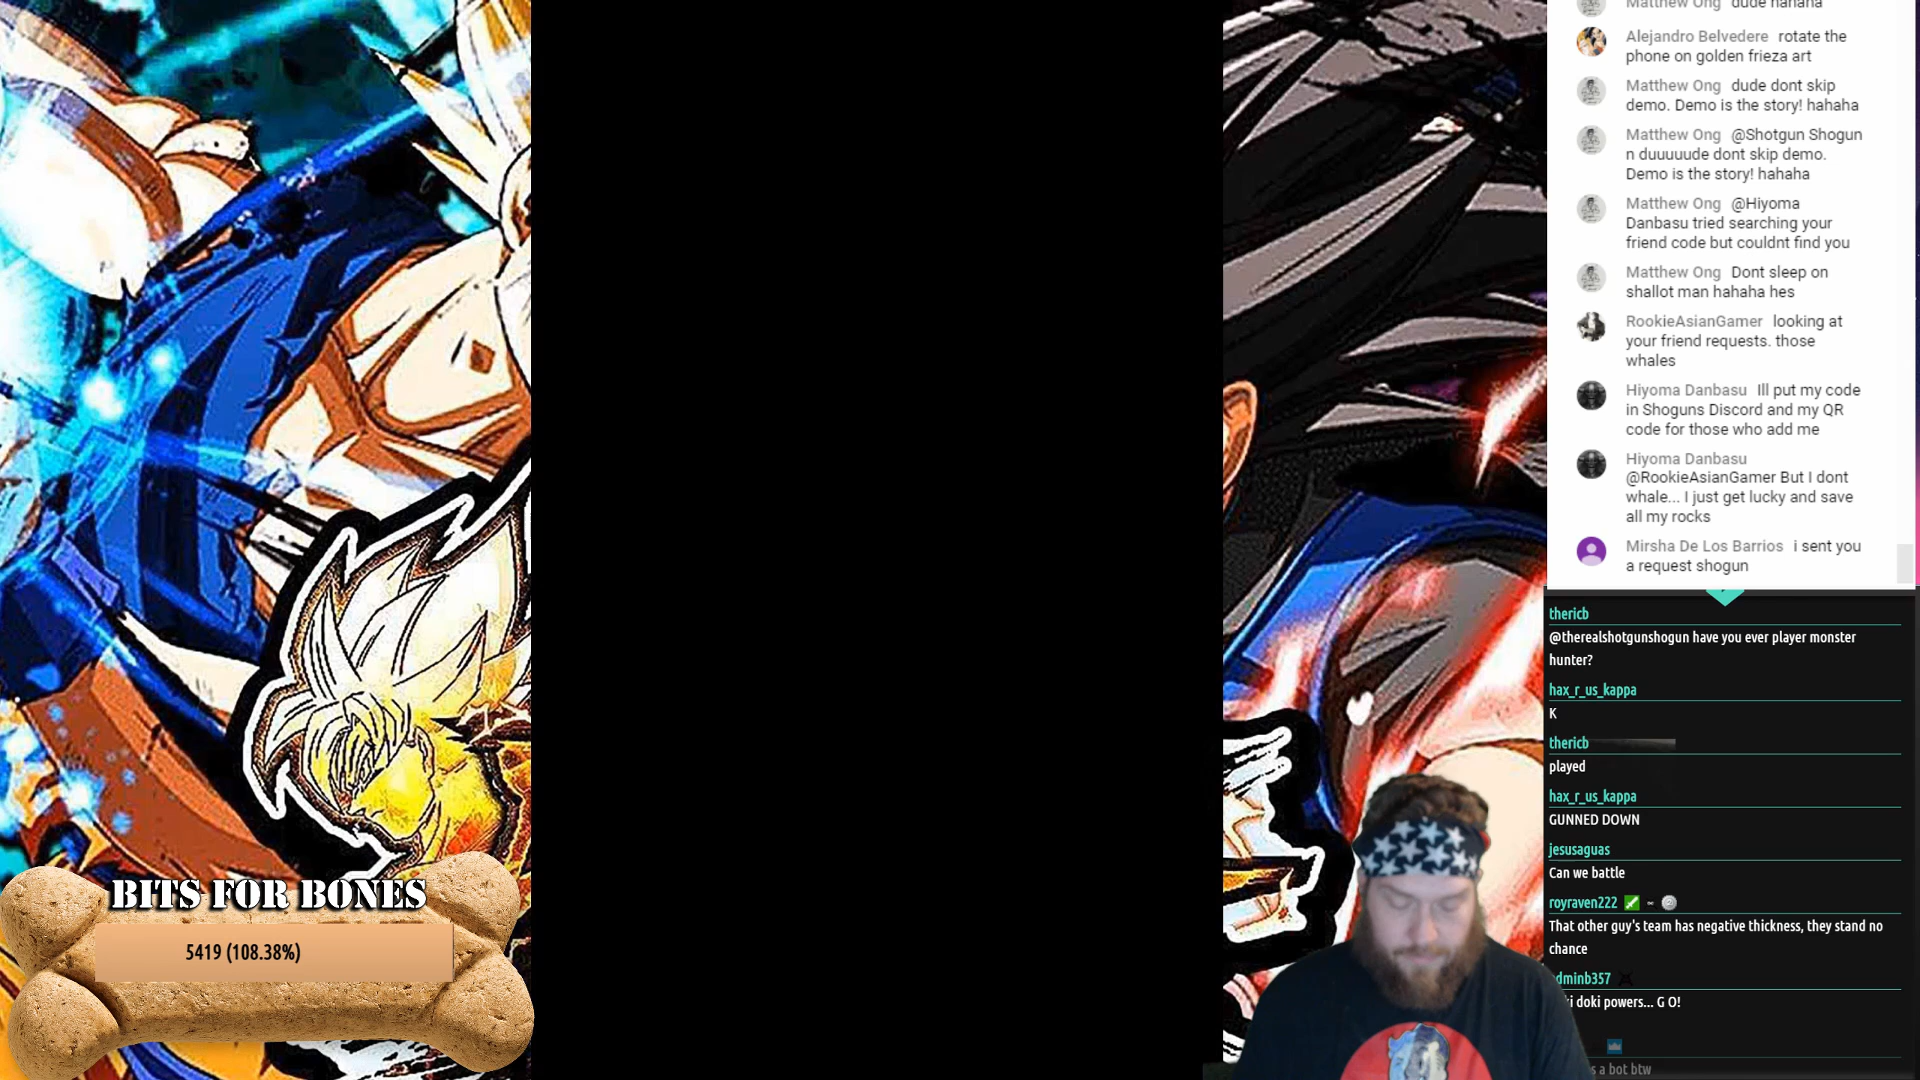 Matthew Ong dude hahaha
Alejandro Belvedere rotate the
phone on golden frieza art
Matthew Ong dude dont skip
demo. Demo is the story! hahaha
Matthew Ong @Shotgun Shogun
n duuuuude dont skip demo.
Demo is the story! hahaha
Matthew Ong @Hiyoma
Danbasu tried searching your
friend code but couldnt find you
Matthew Ong Dont sleep on
shallot man hahaha hes
RookieAsianGamer looking at
your friend requests. those
whales
Hiyoma Danbasu Ill put my code
in Shoguns Discord and my QR
code for those who add me
Hiyoma Danbasu
@RookieAsianGamer But I dont
whale... I just get lucky and save
all my rocks
Mirsha De Los Barrios i sent you
a request shogun
thericb
@therealshotgunshogun have you ever player monster
hunter?
hax_r_us_kappa
K
thericb
played
hax_r_us_kappa
GUNNED DOWN
jesusaguas
Can we battle
royraven222
That other guy's team has negative thickness, they stand no
chance
dminb357
doki powers... G O!
a bot btw
BITS FOR BONES
5419 (108.38%)